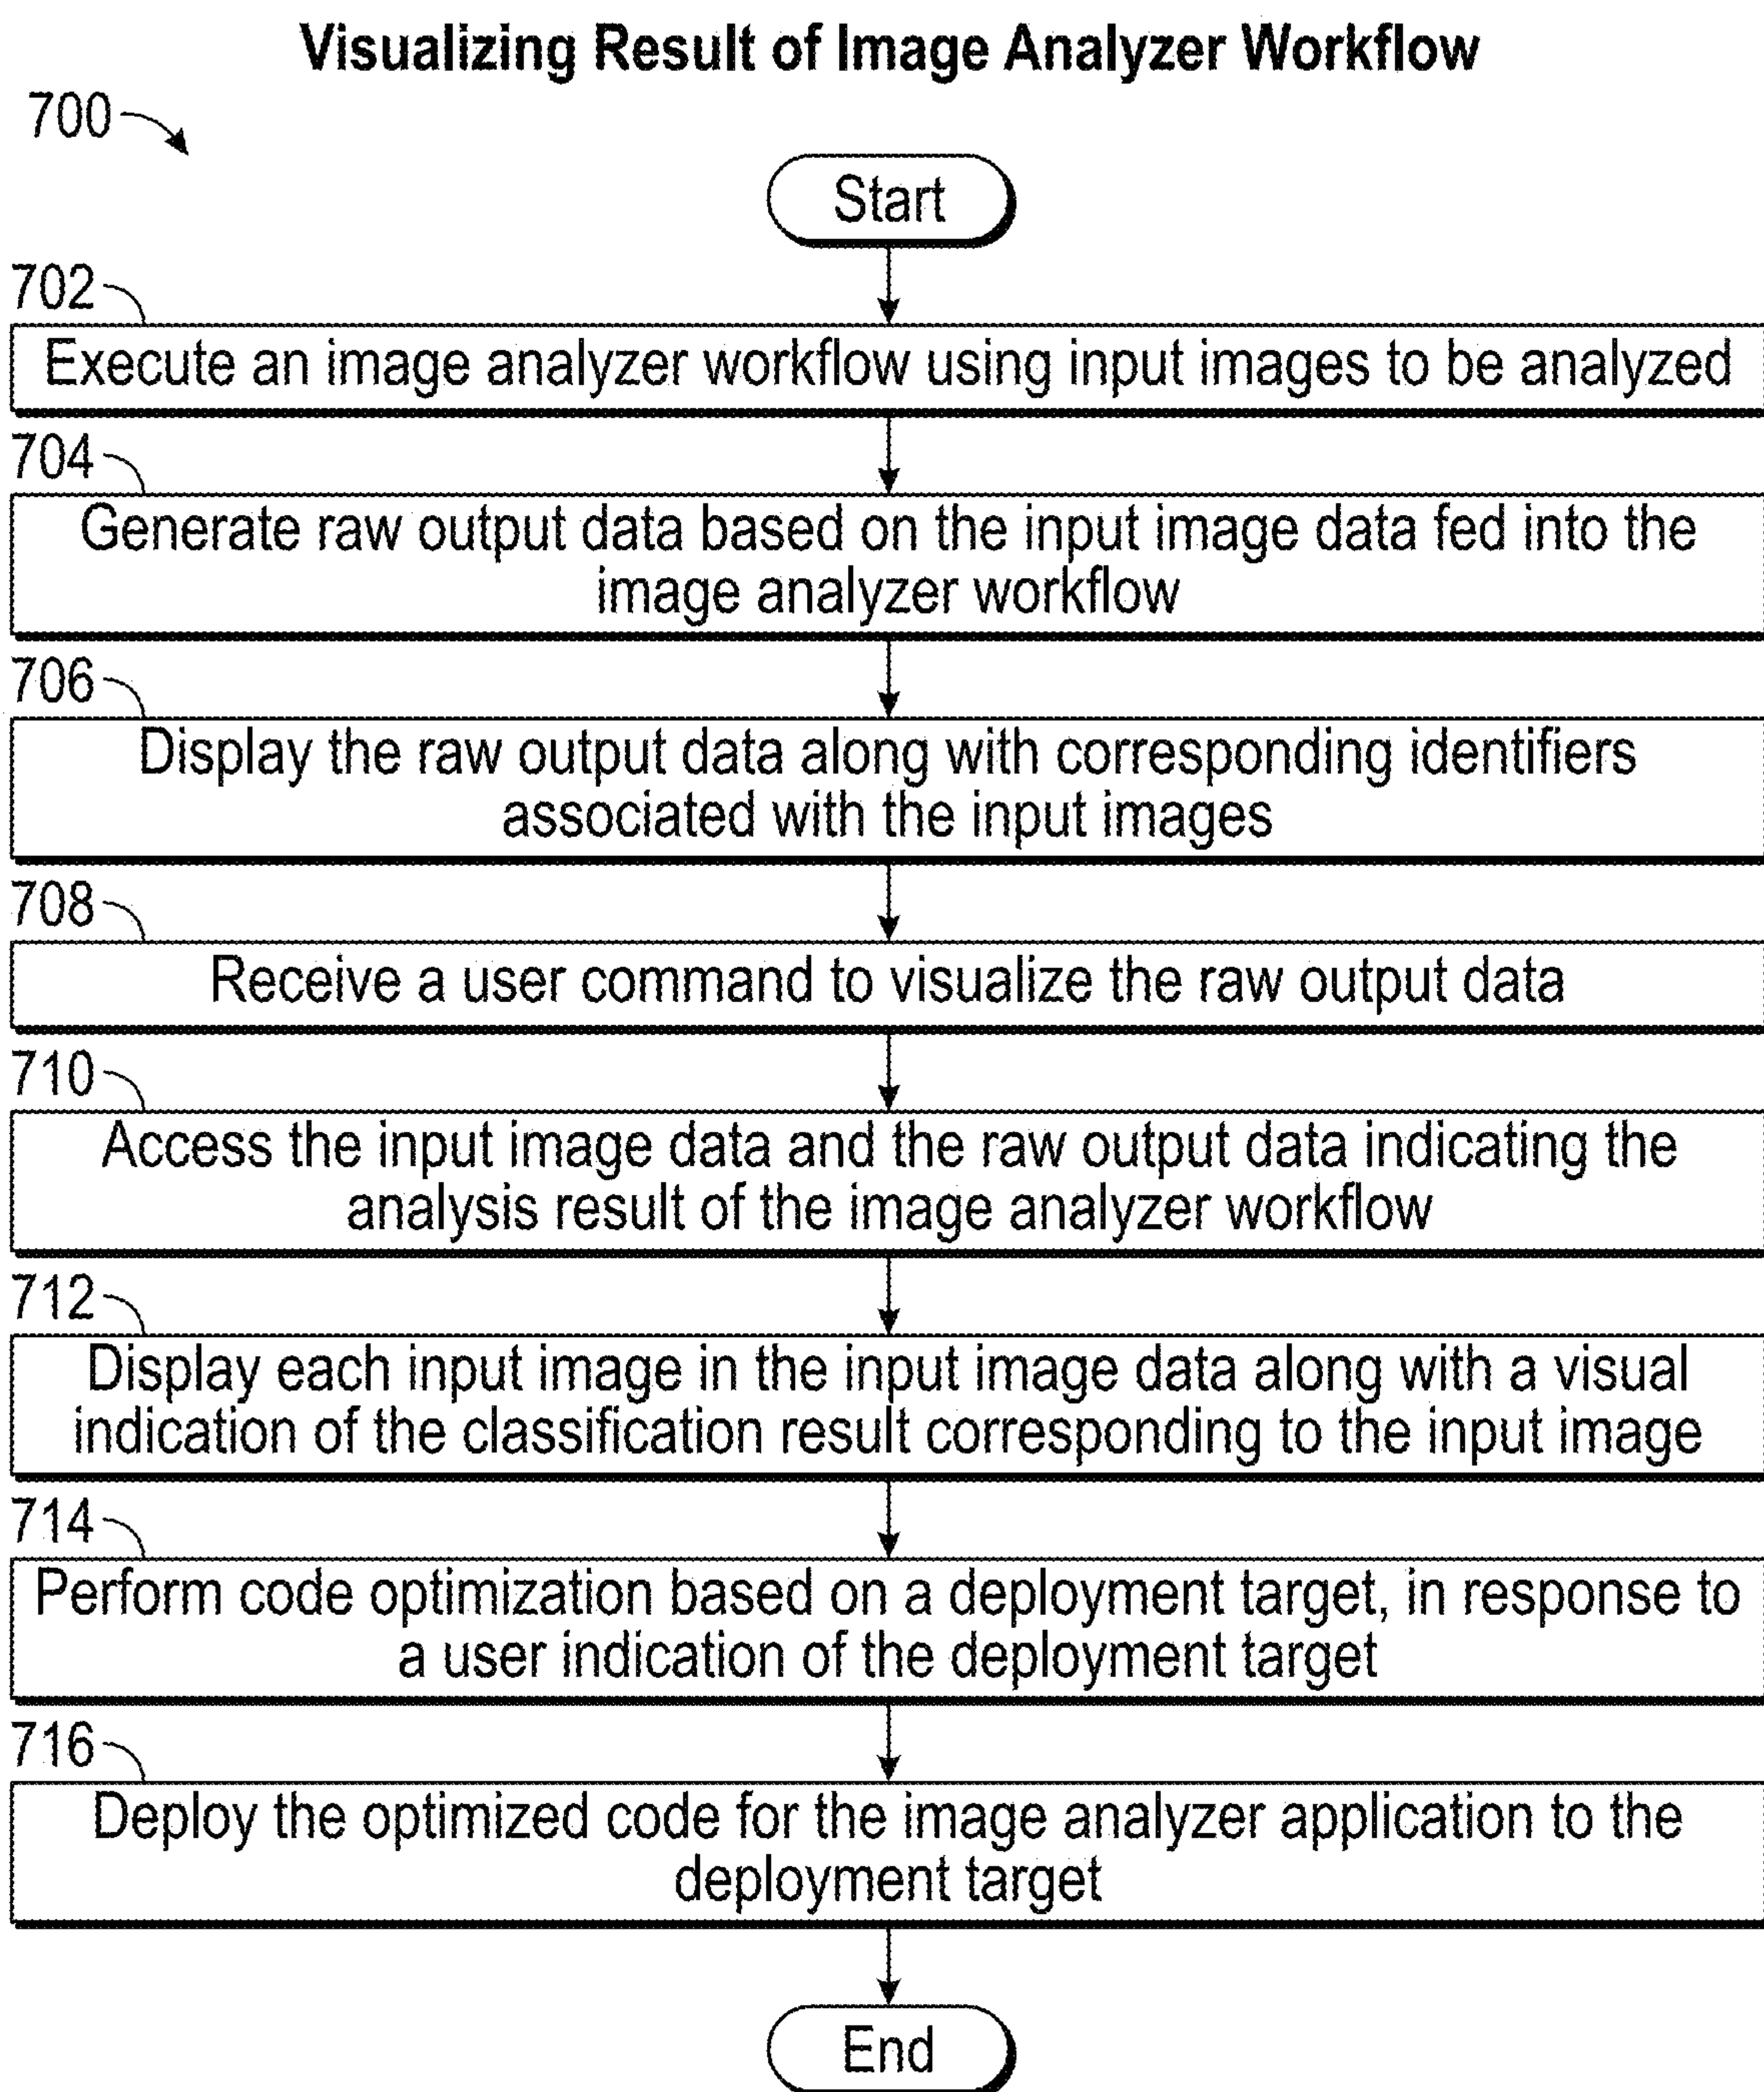 Visualizing Result of Image Analyzer Workflow
700
Start
702
Execute an image analyzer workflow using input images to be analyzed
704
Generate raw output data based on the input image data fed into the
image analyzer workflow
706
Display the raw output data along with corresponding identifiers
associated with the input images
708
Receive a user command to visualize the raw output data
710
Access the input image data and the raw output data indicating the
analysis result of the image analyzer workflow
712
Display each input image in the input image data along with a visual
indication of the classification result corresponding to the input image
714
Perform code optimization based on a deployment target, in response to
a user indication of the deployment target
716
Deploy the optimized code for the image analyzer application to the
deployment target
End